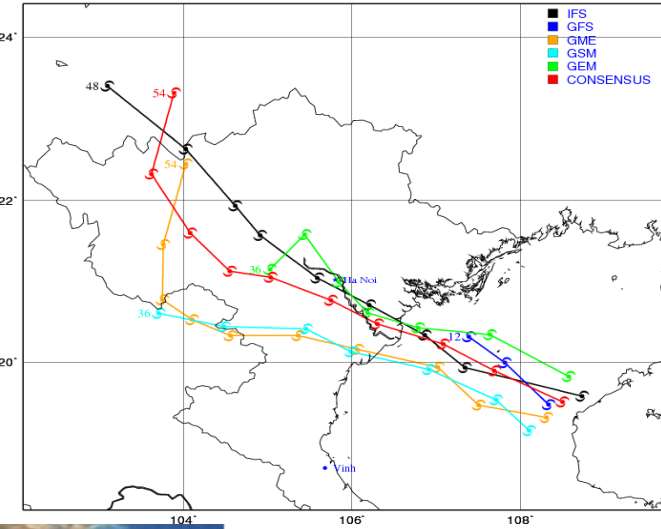 24°
IFS
GFS
GME
GSM
GEM
CONSENSUS
48
54
54
22°
36
Ha Noi
36
12
20°
Vinh
104°
106°
108°